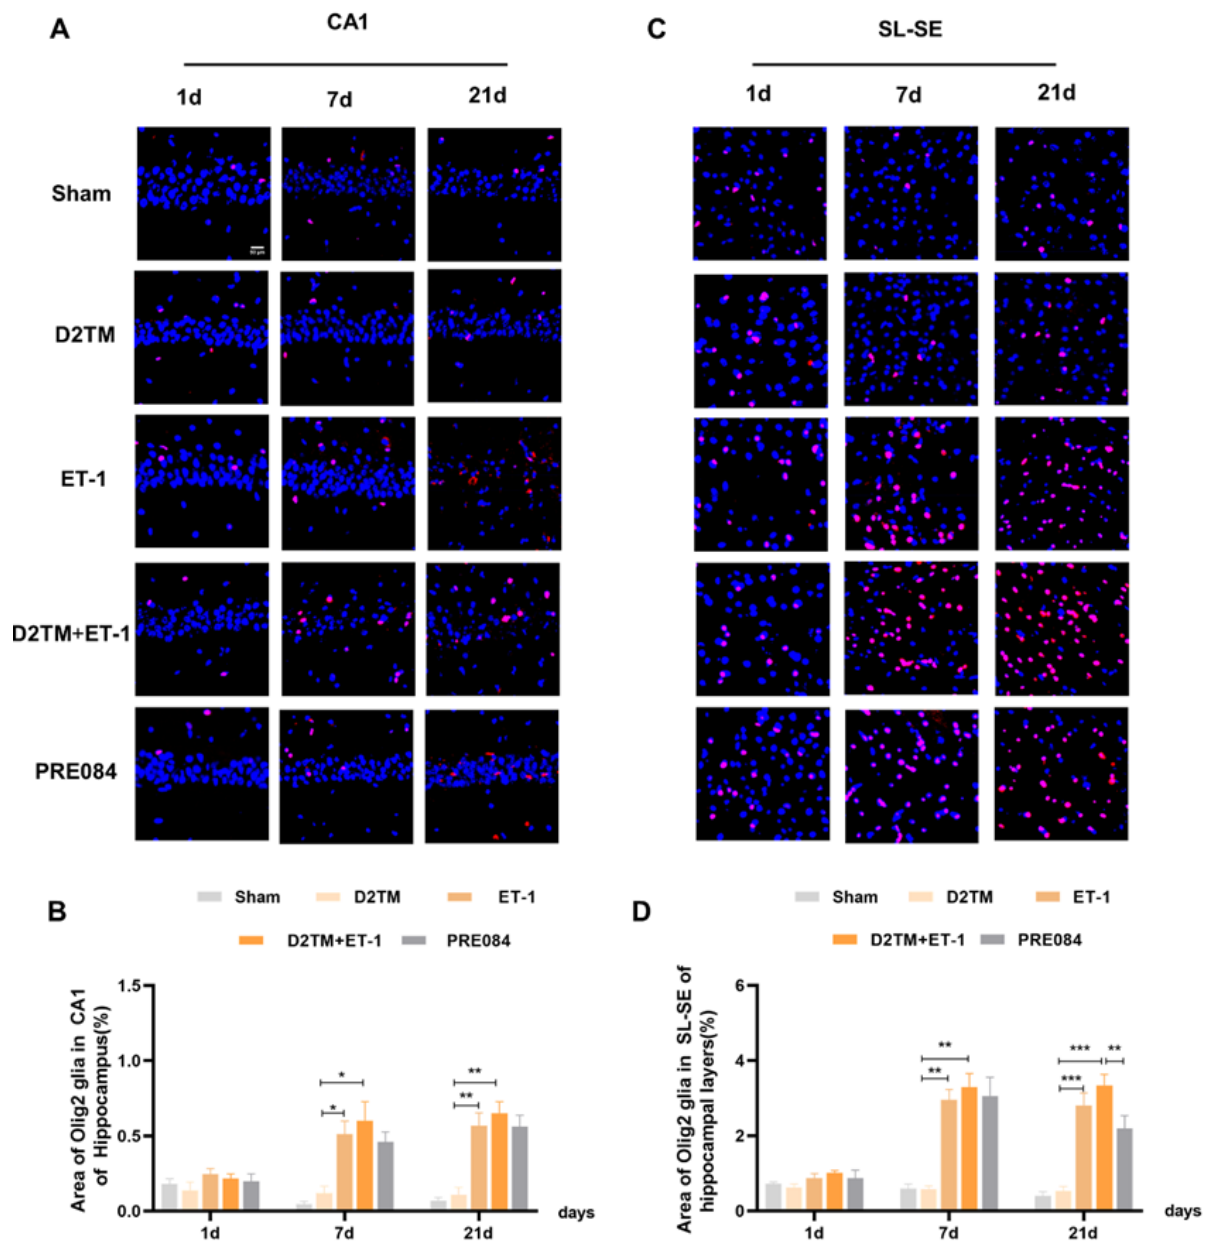 A
CA1
1d 7d 21d
Sham
D2TM
ET-1
D2TM+ET-1
PRE084
C
SL-SE
1d 7d 21d
B
Sham D2TM ET-1
D2TM+ET-1 PRE084
Area of Olig2 glia in CA1
of Hippocampus(%)
1.5
1.0
0.5
0.0
* *
** **
1d 7d 21d days
D
Sham D2TM ET-1
D2TM+ET-1 PRE084
Area of Olig2 glia in SL-SE of
hippocampal layers(%)
6
4
2
0
** **
*** *** **
1d 7d 21d days